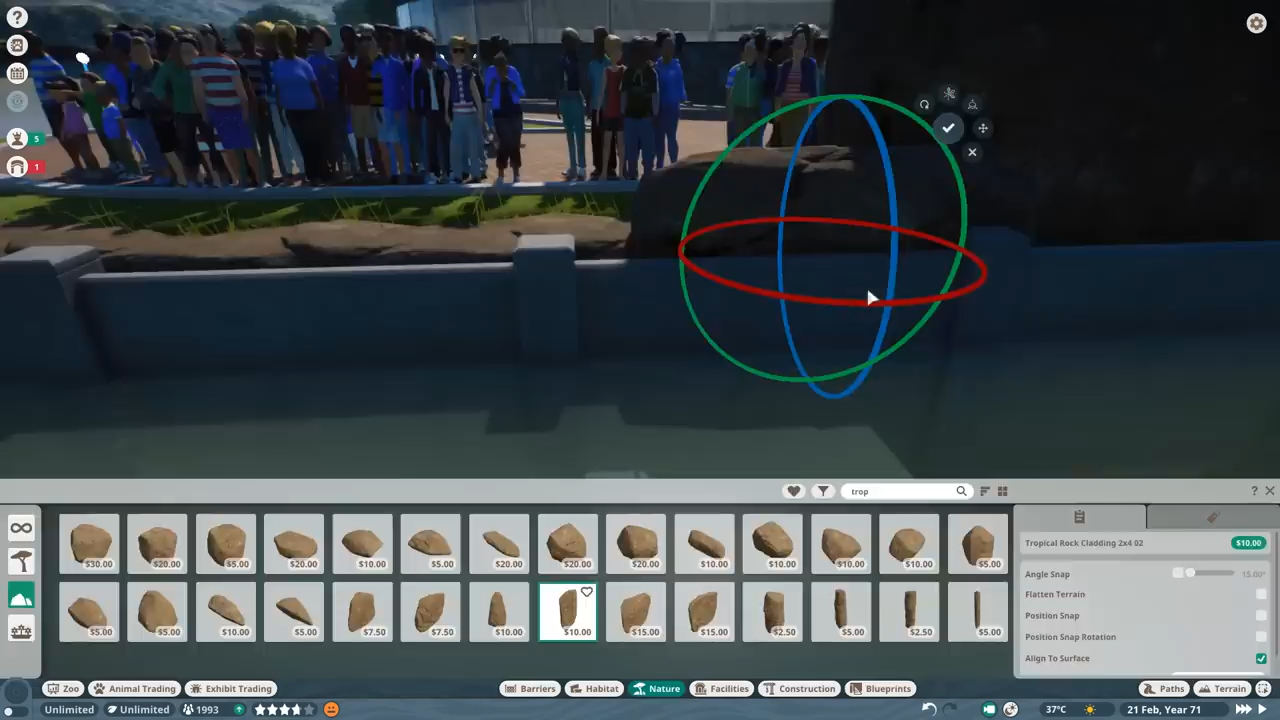 ?
5
1
trop
? ✕
$30.00 $20.00 $5.00 $20.00 $10.00 $5.00 $20.00 $20.00 $20.00 $10.00 $10.00 $10.00 $10.00 $5.00
$5.00 $5.00 $10.00 $5.00 $7.50 $7.50 $10.00 $10.00 $15.00 $15.00 $2.50 $5.00 $2.50 $5.00
Tropical Rock Cladding 2x4 02 $10.00
Angle Snap 15.00°
Flatten Terrain
Position Snap
Position Snap Rotation
Align To Surface
Zoo Animal Trading Exhibit Trading Barriers Habitat Nature Facilities Construction Blueprints Paths Terrain
Unlimited Unlimited 1993 37°C 21 Feb, Year 71